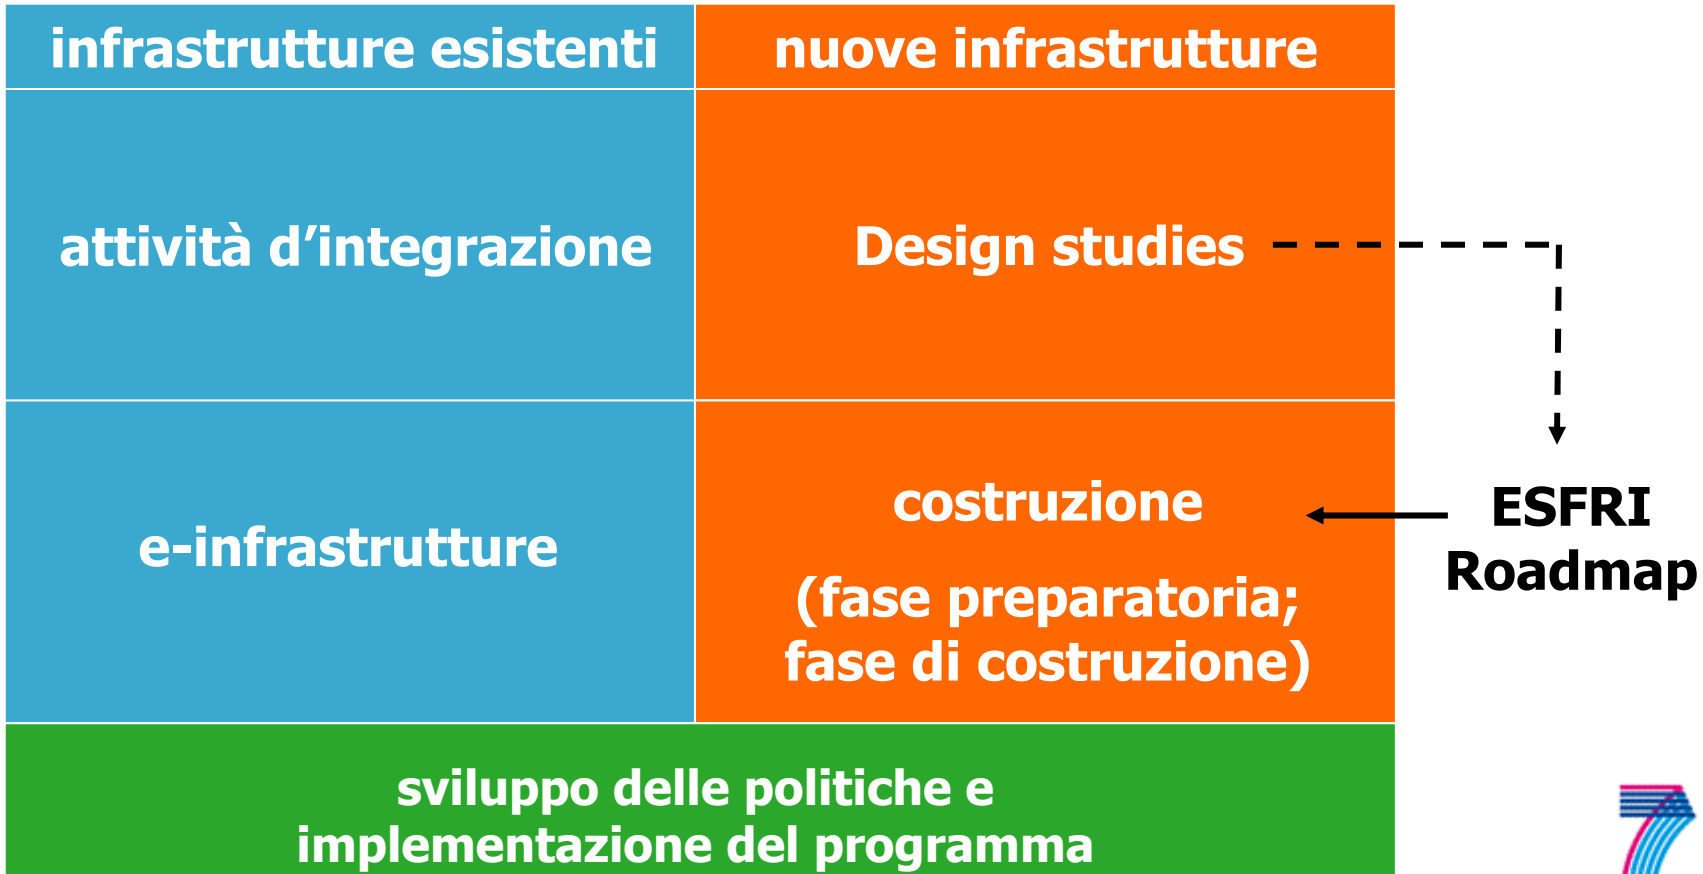 infrastrutture esistenti
nuove infrastrutture
attività d’integrazione
Design studies
e-infrastrutture
costruzione
(fase preparatoria;
fase di costruzione)
ESFRI
Roadmap
sviluppo delle politiche e
implementazione del programma